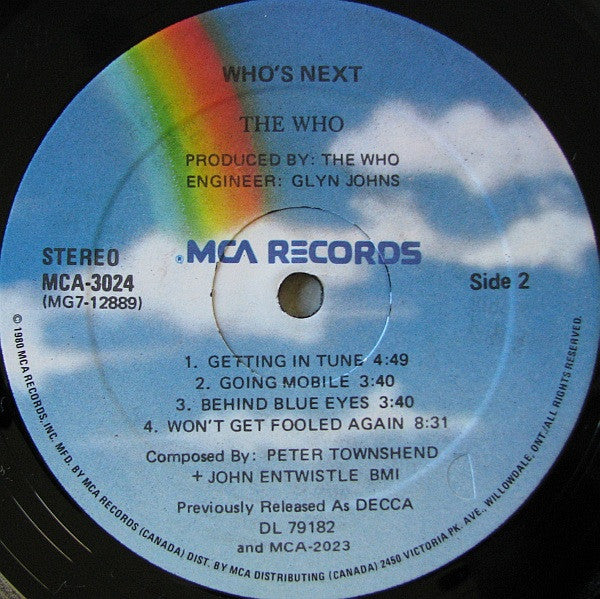 WHO'S NEXT
THE WHO
PRODUCED BY: THE WHO
ENGINEER: GLYN JOHNS
MCA RECORDS
STEREO
MCA-3024
(MG7-12889)
Side 2
1. GETTING IN TUNE 4:49
2. GOING MOBILE 3:40
3. BEHIND BLUE EYES 3:40
4. WON'T GET FOOLED AGAIN 8:31
Composed By: PETER TOWNSHEND
+ JOHN ENTWISTLE BMI
Previously Released As DECCA
DL 79182
and MCA-2023
© 1980 MCA RECORDS, INC. MFD. BY MCA RECORDS (CANADA) DIST. BY MCA DISTRIBUTING (CANADA) 2450 VICTORIA PK. AVE., WILLOWDALE, ONT./ALL RIGHTS RESERVED.